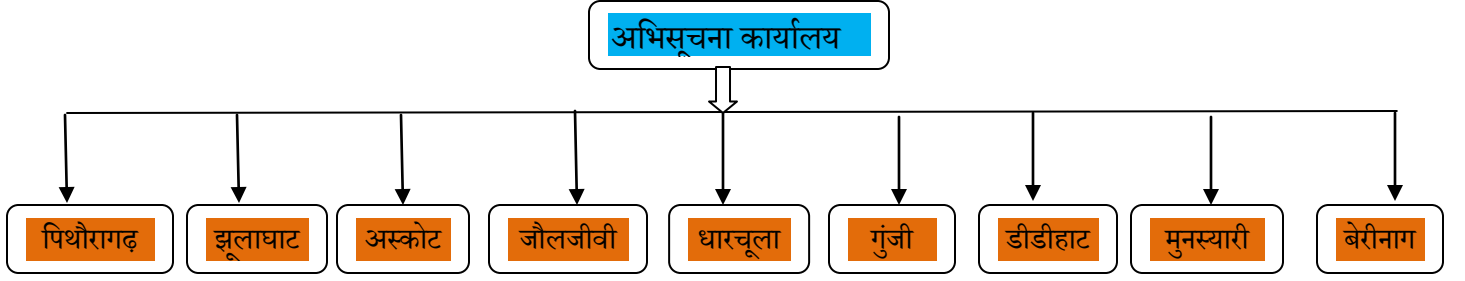 अभिसूचना कार्यालय
पिथौरागढ़
झूलाघाट
अस्कोट
जौलजीवी
धारचूला
गुंजी
डीडीहाट
मुनस्यारी
बेरीनाग